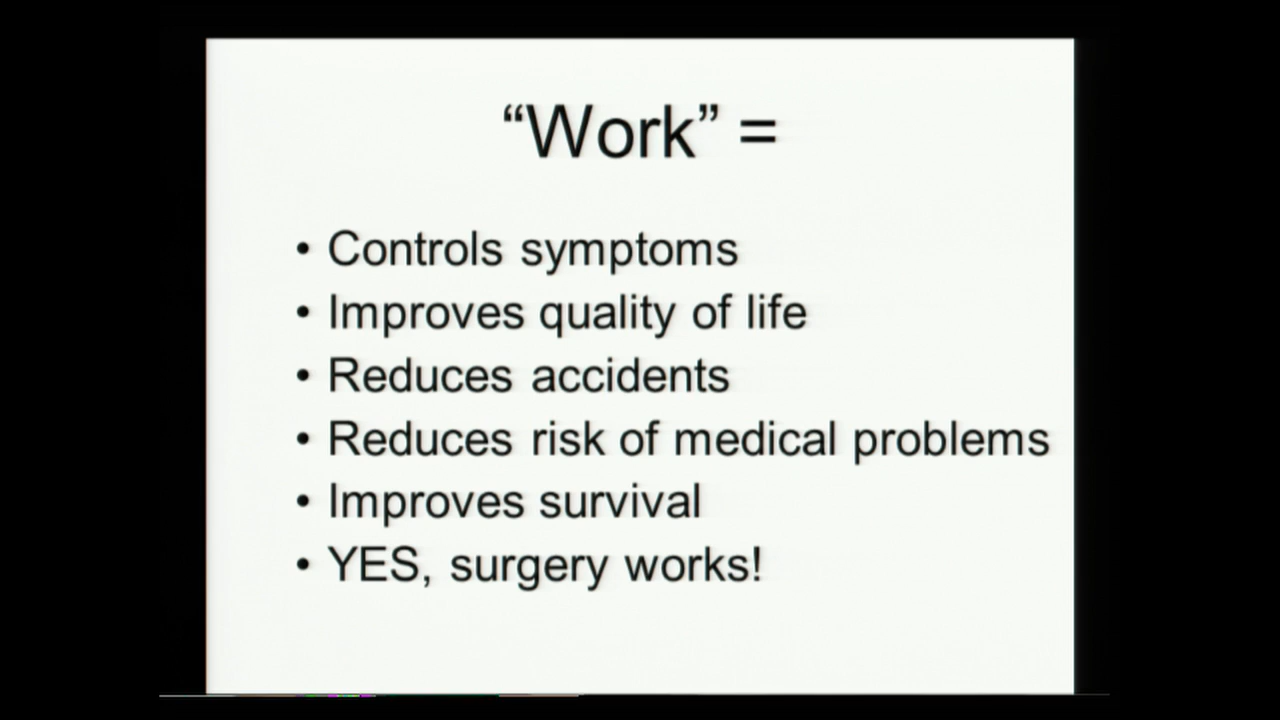 “Work” =
• Controls symptoms
• Improves quality of life
• Reduces accidents
• Reduces risk of medical problems
• Improves survival
• YES, surgery works!